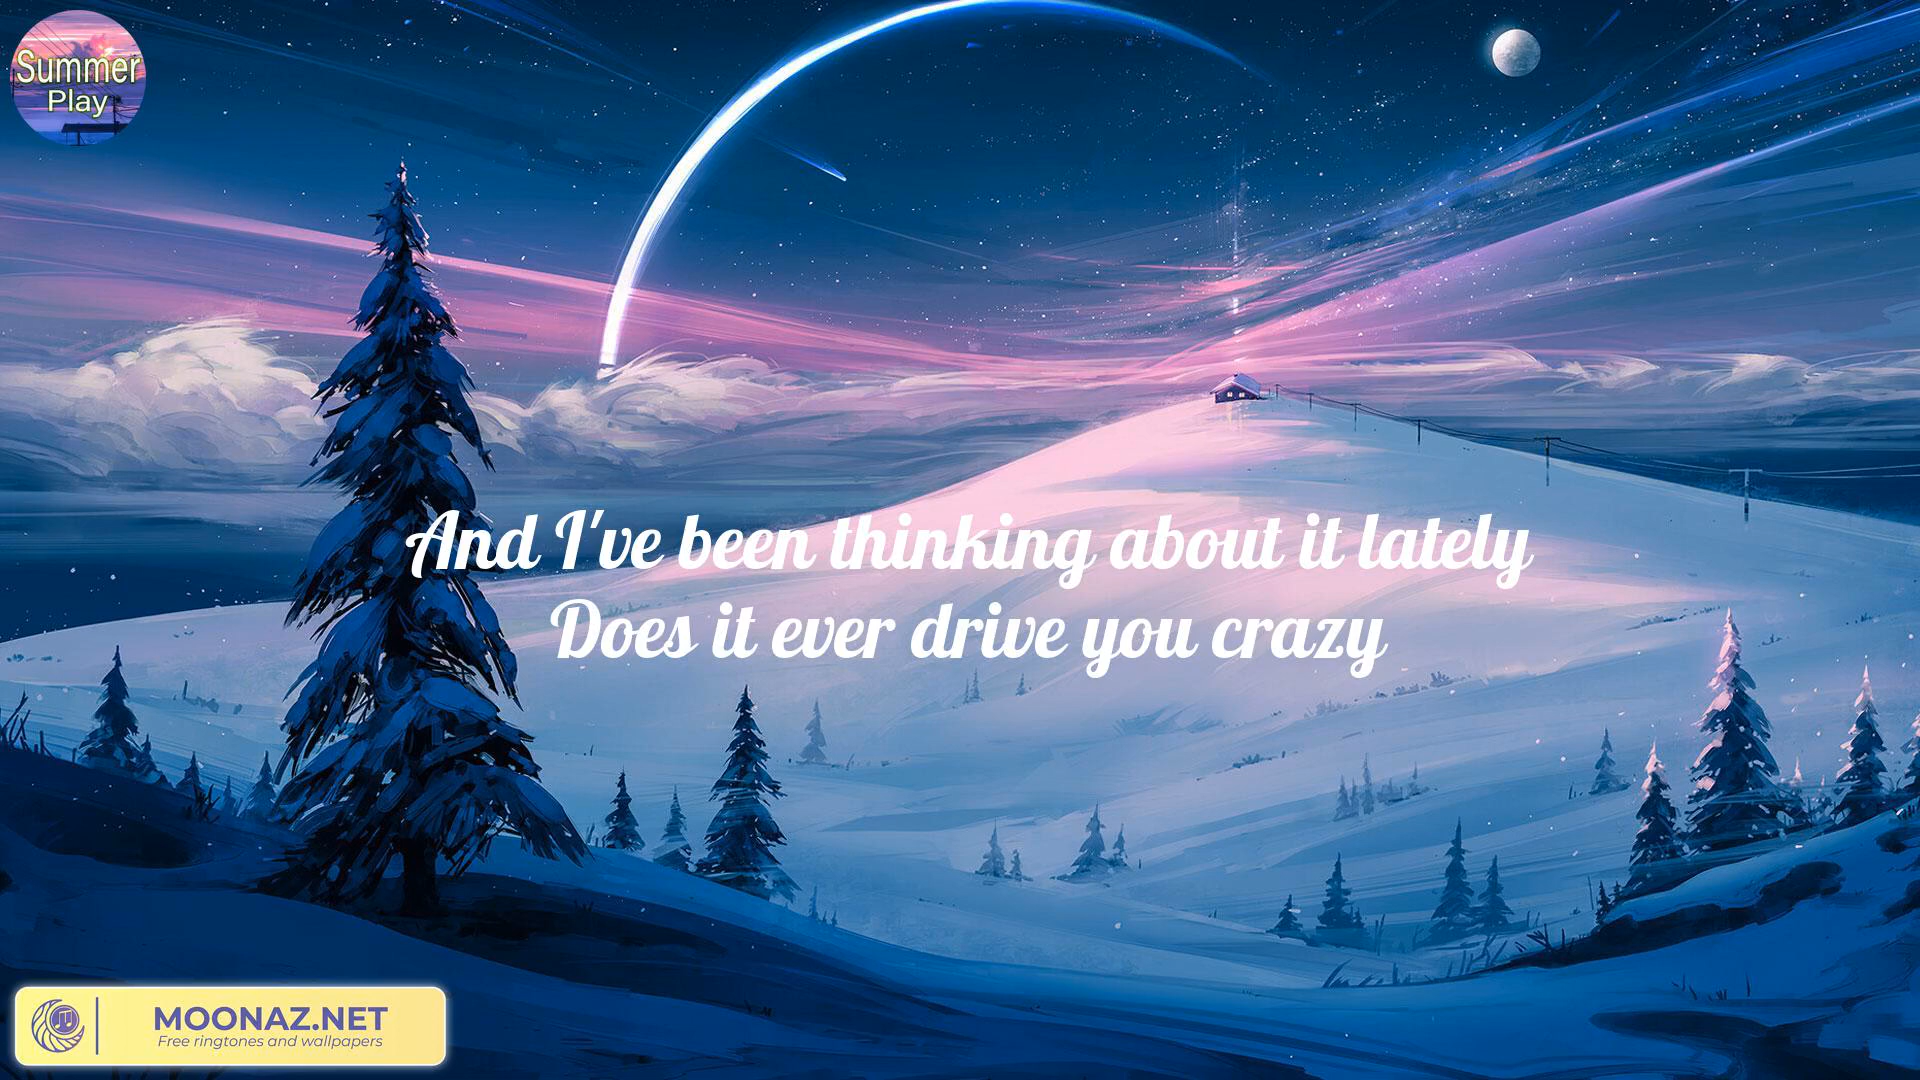 Summer
Play
And I've been thinking about it lately
Does it ever drive you crazy
MOONAZ.NET
Free ringtones and wallpapers